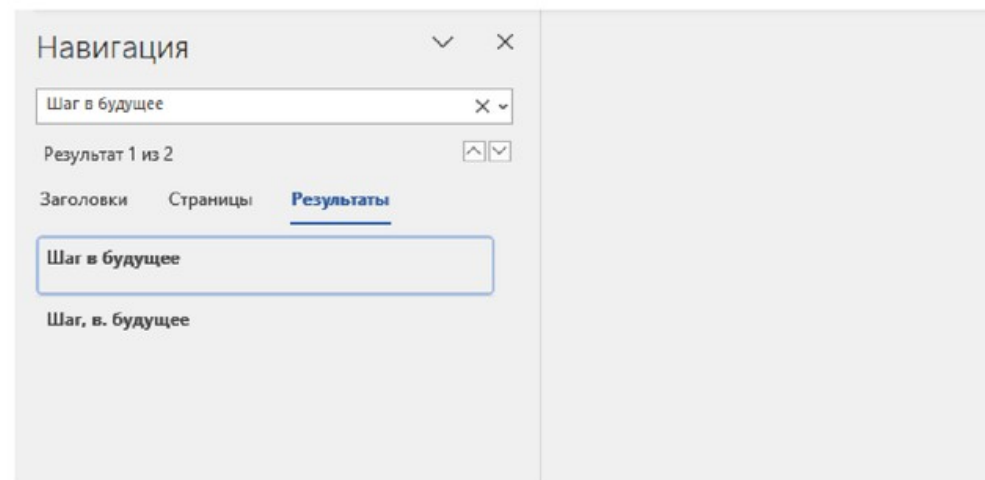 Навигация
Шаг в будущее
Результат 1 из 2
Заголовки Страницы Результаты
Шаг в будущее
Шаг, в. будущее